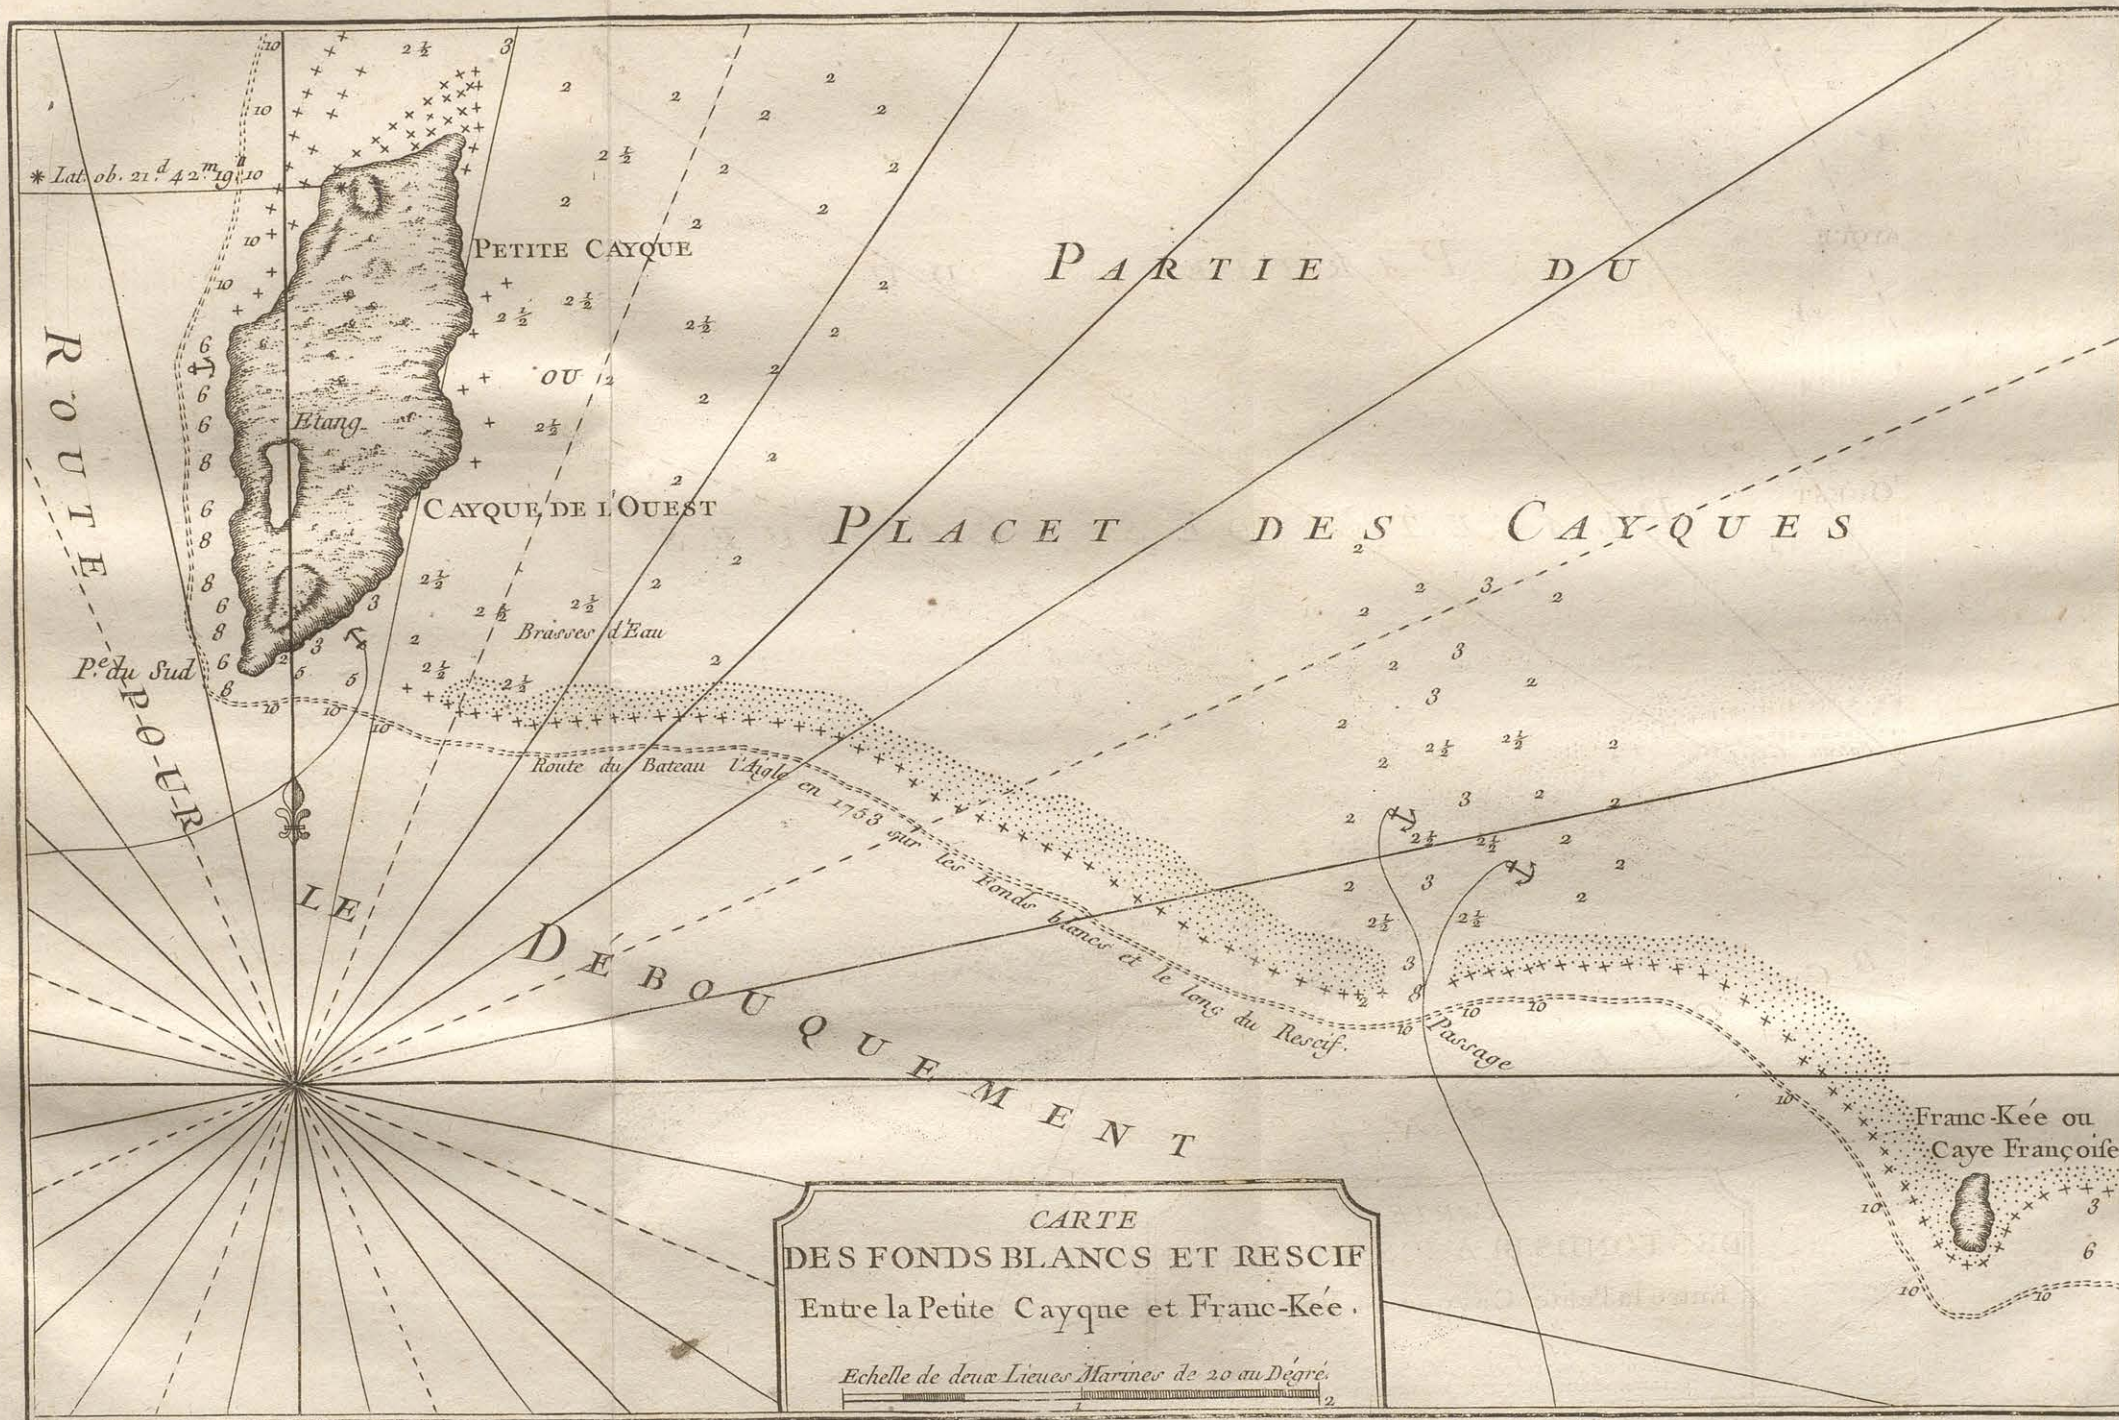 * Lat. ob. 21.d 42.m 19.s
PETITE CAYQUE
OU
CAYQUE DE L'OUEST
Etang
P.e du Sud
Brasses d'Eau
PARTIE DU
PLACET DES CAYQUES
ROUTE
POUR
LE
DEBOUQUEMENT
Route du Bateau l'Aigle en 1753 sur les Fonds blancs et le long du Rescif.
Passage
Franc-Kée ou
Caye Françoise
CARTE
DES FONDS BLANCS ET RESCIF
Entre la Petite Cayque et Franc-Kée.
Echelle de deux Lieues Marines de 20 au Dégré.
1
2